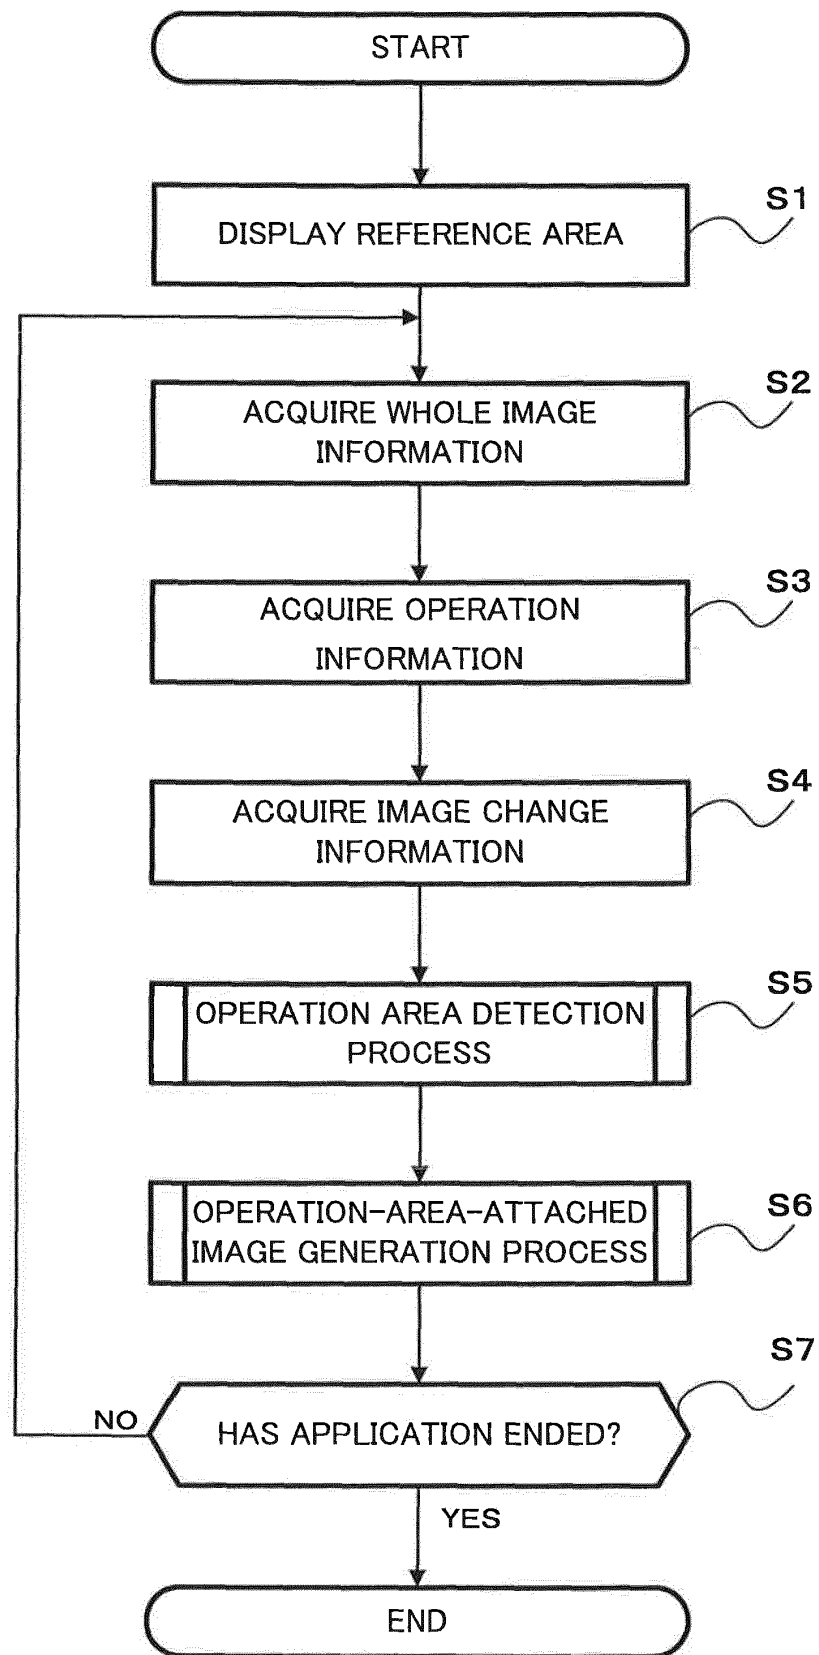 START
S1
DISPLAY REFERENCE AREA
S2
ACQUIRE WHOLE IMAGE
INFORMATION
S3
ACQUIRE OPERATION
INFORMATION
S4
ACQUIRE IMAGE CHANGE
INFORMATION
S5
OPERATION AREA DETECTION
PROCESS
S6
OPERATION-AREA-ATTACHED
IMAGE GENERATION PROCESS
S7
NO
HAS APPLICATION ENDED?
YES
END